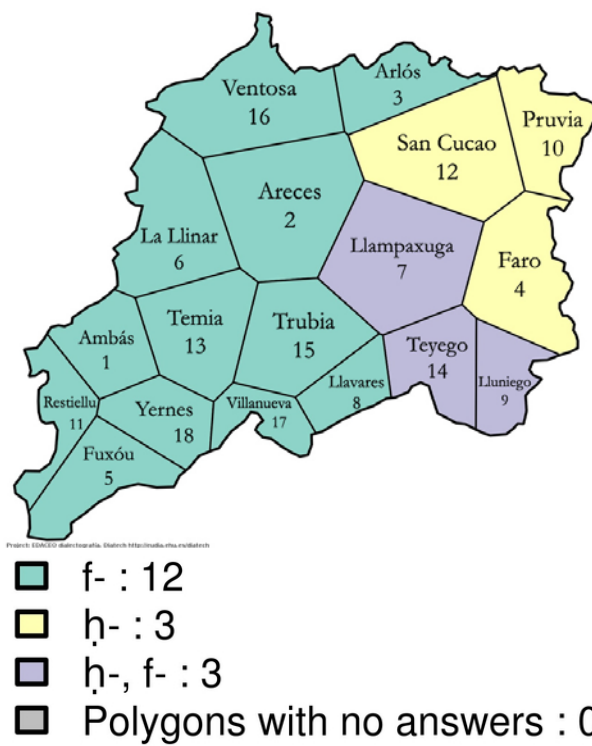 Arlós
3
Ventosa
16
Pruvia
10
San Cucao
12
Areces
2
La Llinar
6
Llampaxuga
7
Faro
4
Temia
13
Trubia
15
Ambás
1
Teyego
14
Lluniego
9
Llavares
8
Restiellu
11
Yernes
18
Villanueva
17
Fuxóu
5
f- : 12
ḥ- : 3
ḥ-, f- : 3
Polygons with no answers : 0